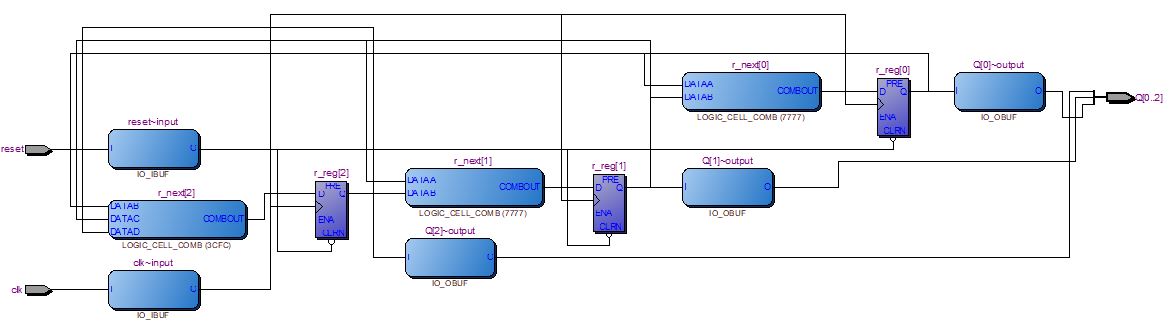 r_next[0]
r_reg[0]
Q[0]~output
DATAA
DATAB
COMBOUT
LOGIC_CELL_COMB (7777)
D
PRE
Q
ENA
CLRN
I
O
IO_OBUF
Q[0..2]
reset~input
reset
I
O
IO_IBUF
r_next[2]
DATAB
DATAC
DATAD
COMBOUT
LOGIC_CELL_COMB (3CFC)
r_reg[2]
D
PRE
Q
ENA
CLRN
r_next[1]
DATAA
DATAB
COMBOUT
LOGIC_CELL_COMB (7777)
r_reg[1]
D
PRE
Q
ENA
CLRN
Q[1]~output
I
O
IO_OBUF
Q[2]~output
I
O
IO_OBUF
clk~input
clk
I
O
IO_IBUF